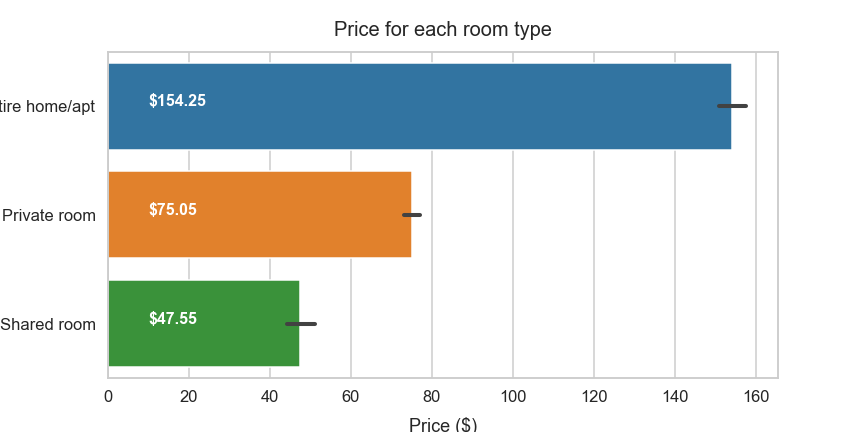 Price for each room type
tire home/apt
$154.25
Private room
$75.05
Shared room
$47.55
0 20 40 60 80 100 120 140 160
Price ($)